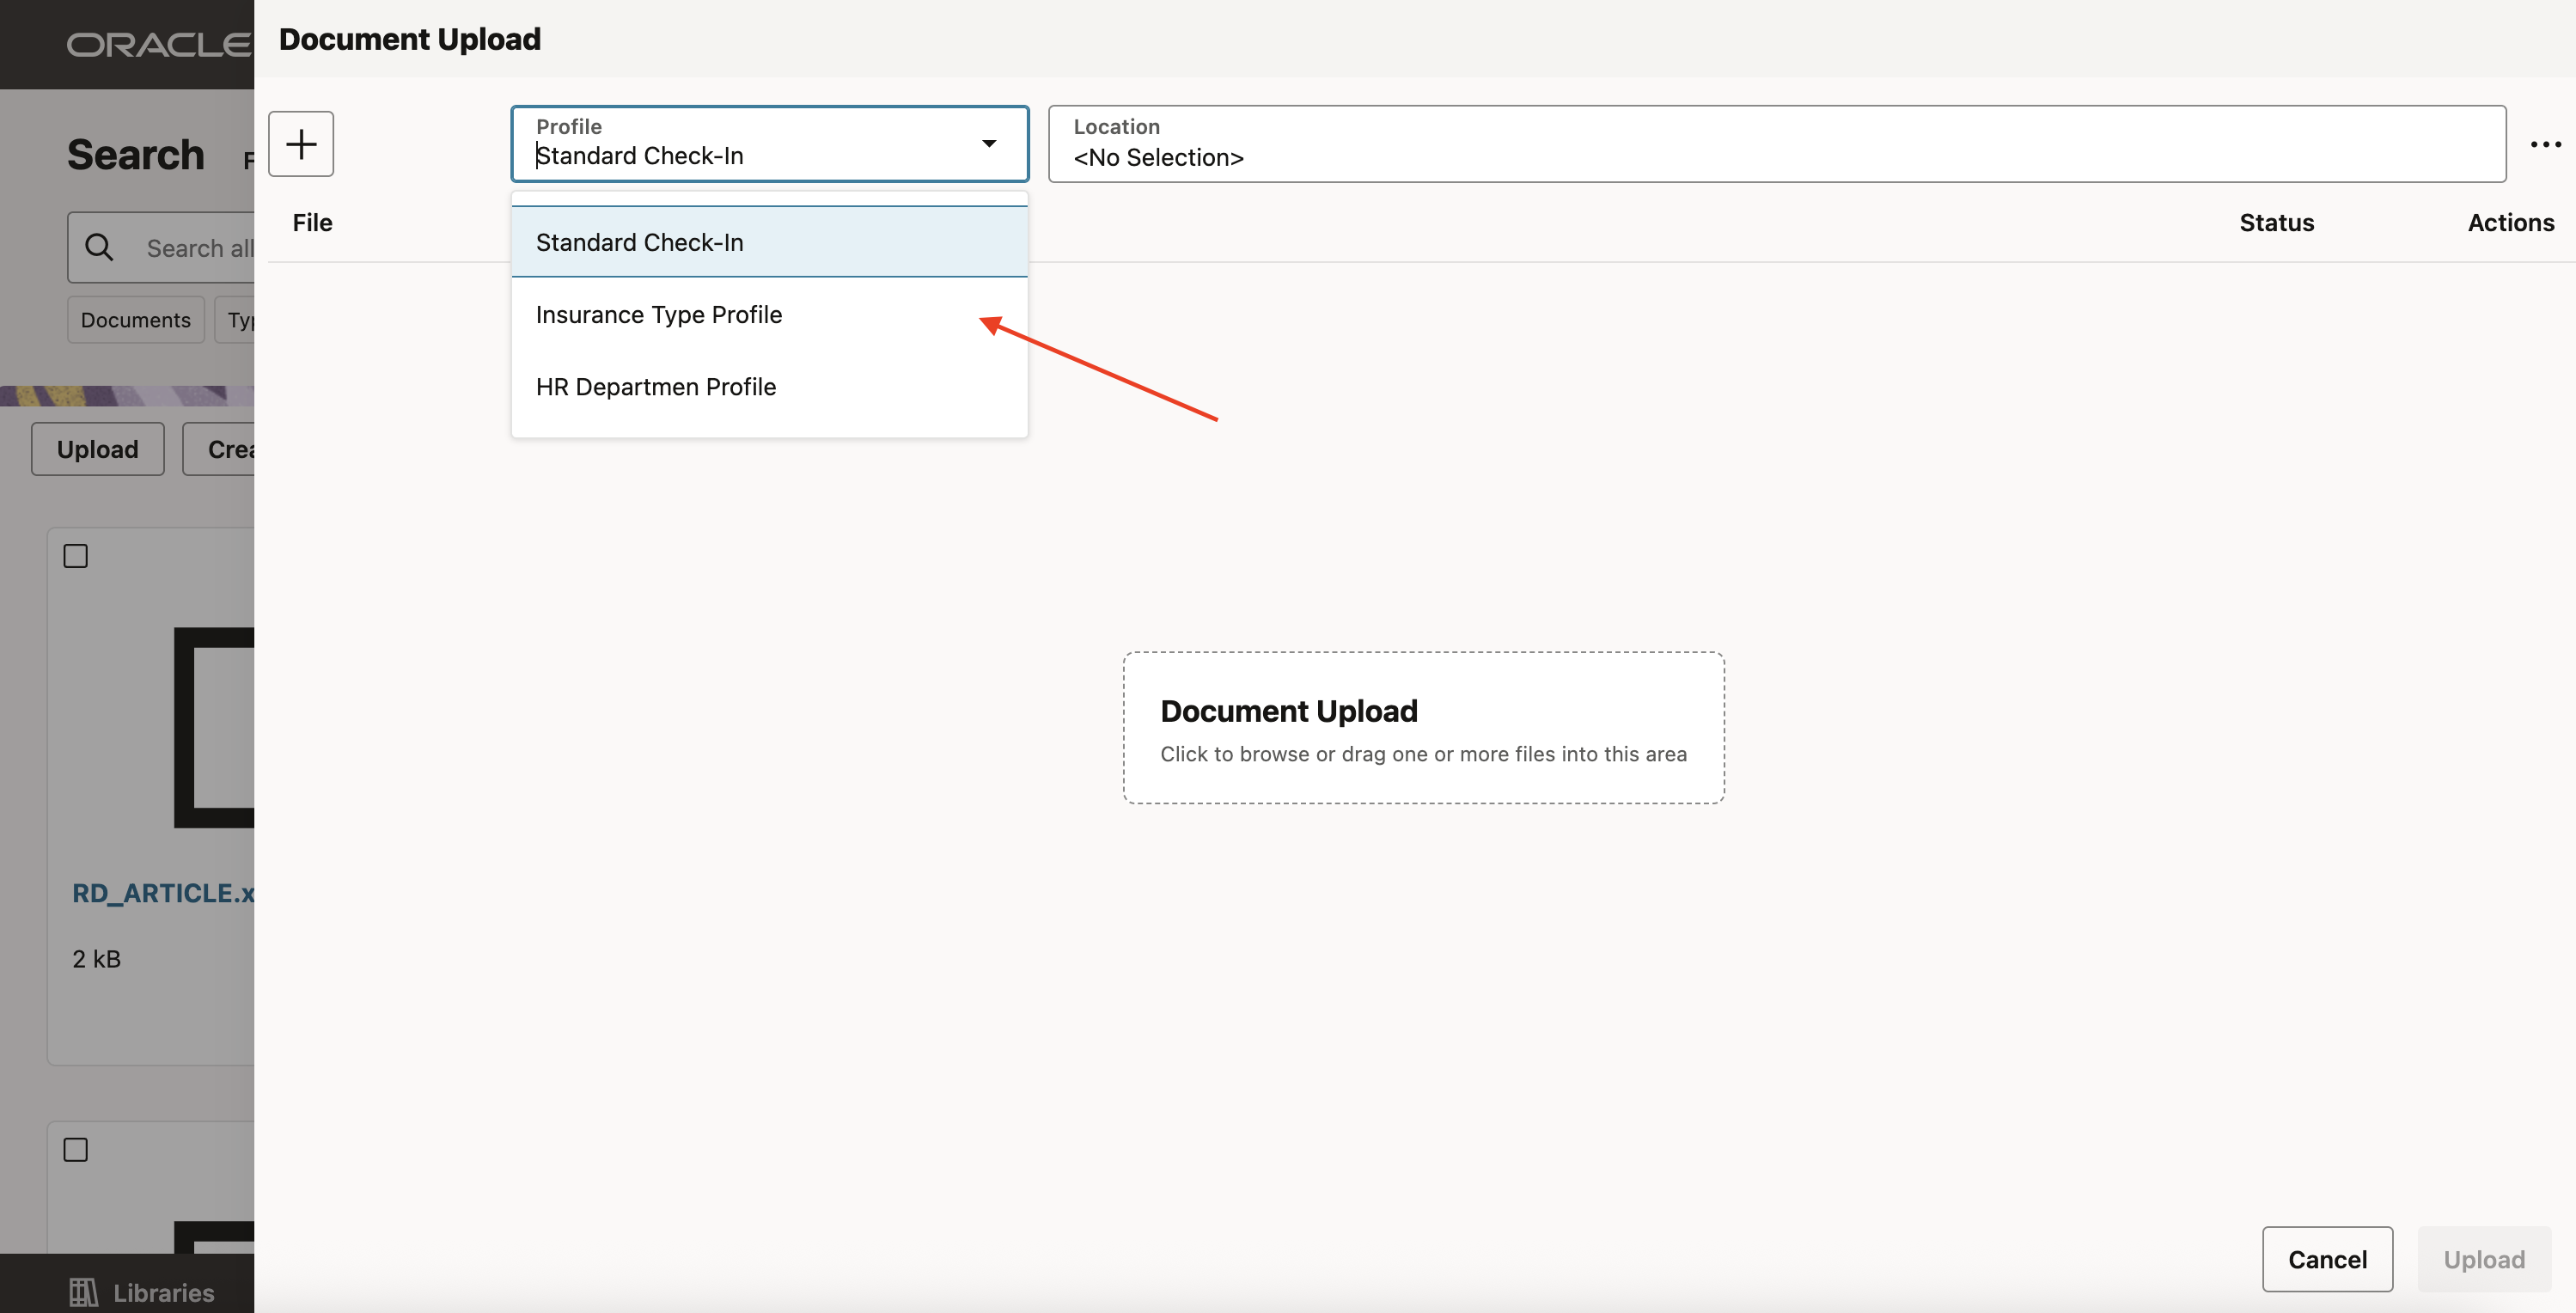 ORACLE
Document Upload
Search
Profile
Standard Check-In
Location
<No Selection>
File
Status
Actions
Search all
Standard Check-In
Insurance Type Profile
Documents
HR Departmen Profile
Upload
Document Upload
Click to browse or drag one or more files into this area
RD_ARTICLE.x
2 kB
Cancel
Upload
Libraries